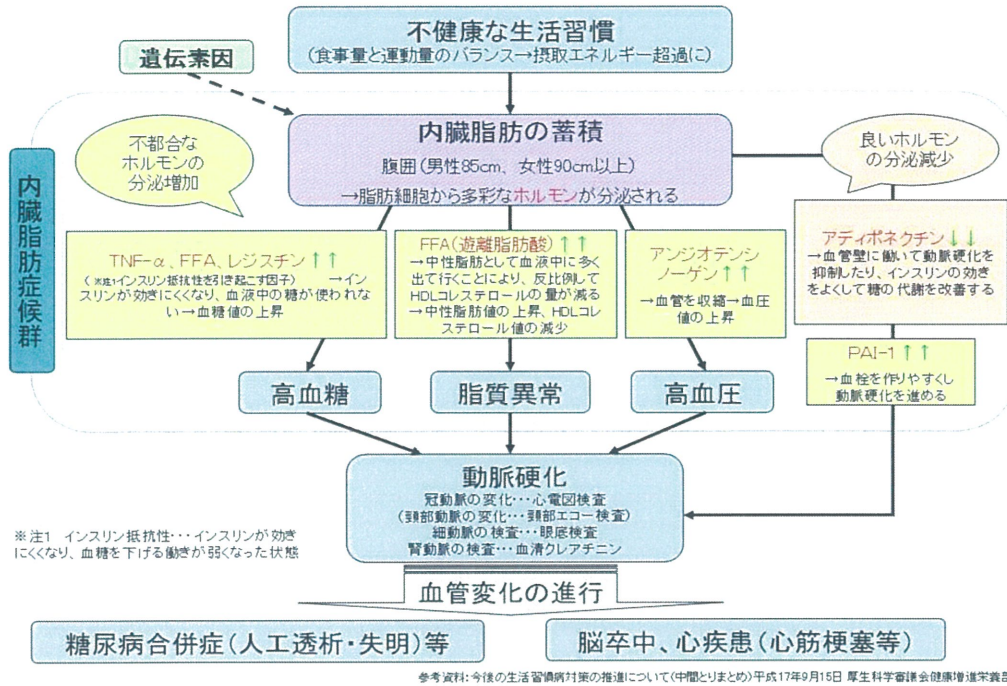 不健康な生活習慣
(食事量と運動量のバランス→摂取エネルギー超過に)
遺伝素因
内臓脂肪症候群
不都合な
ホルモンの
分泌増加
内臓脂肪の蓄積
腹囲(男性85cm、女性90cm以上)
→脂肪細胞から多彩なホルモンが分泌される
良いホルモン
の分泌減少
TNF-α、FFA、レジスチン↑↑
(※注1インスリン抵抗性を引き起こす因子) →イン
スリンが効きにくくなり、血液中の糖が使われな
い→血糖値の上昇
FFA(遊離脂肪酸)↑↑
→中性脂肪として血液中に多く
出て行くことにより、反比例して
HDLコレステロールの量が減る
→中性脂肪値の上昇、HDLコレ
ステロール値の減少
アンジオテンシ
ノーゲン↑↑
→血管を収縮→血圧
値の上昇
アディポネクチン↓↓
→血管壁に働いて動脈硬化を
抑制したり、インスリンの効き
をよくして糖の代謝を改善する
PAI-1↑↑
→血栓を作りやすくし
動脈硬化を進める
高血糖
脂質異常
高血圧
動脈硬化
冠動脈の変化･･･心電図検査
(頸部動脈の変化･･･頸部エコー検査)
細動脈の検査･･･眼底検査
腎動脈の検査･･･血清クレアチニン
※注1 インスリン抵抗性･･･インスリンが効き
にくくなり、血糖を下げる働きが弱くなった状態
血管変化の進行
糖尿病合併症(人工透析・失明)等
脳卒中、心疾患(心筋梗塞等)
参考資料:今後の生活習慣病対策の推進について(中間とりまとめ)平成17年9月15日 厚生科学審議会健康増進栄養